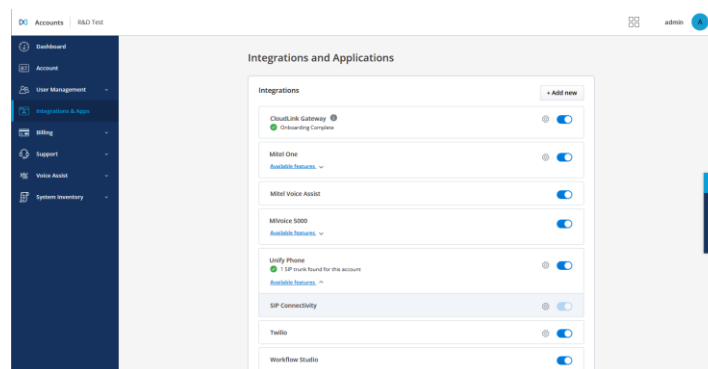 Accounts R&D Test
admin A
Dashboard
Account
User Management
Integrations & Apps
Billing
Support
Voice Assist
System Inventory
Integrations and Applications
Integrations
+ Add new
CloudLink Gateway
Onboarding Complete
Mitel One
Available features
Mitel Voice Assist
MiVoice 5000
Available features
Unify Phone
1 SIP trunk found for this account
Available features
SIP Connectivity
Twilio
Workflow Studio